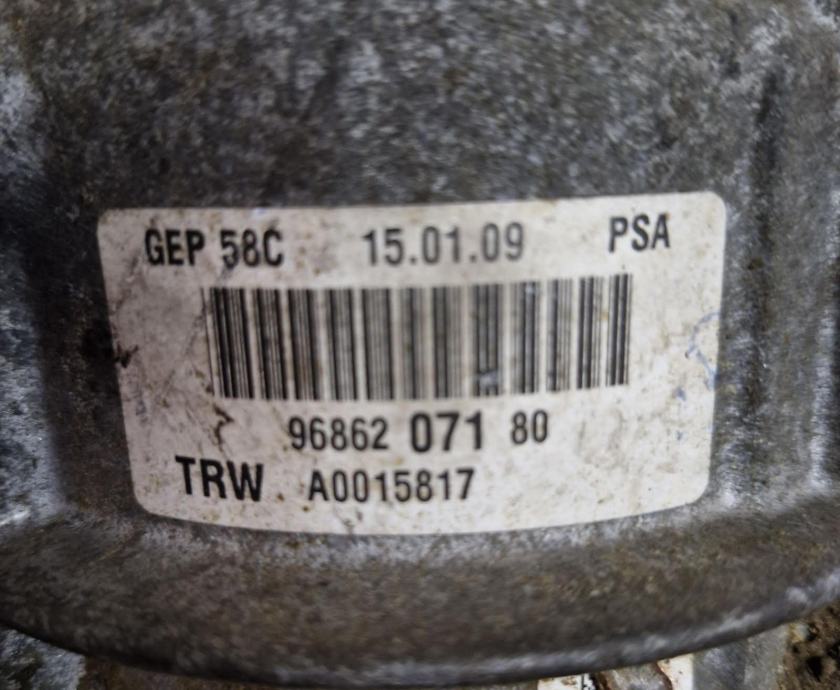 GEP 58C 15.01.09 PSA
96862 071 80
TRW A0015817